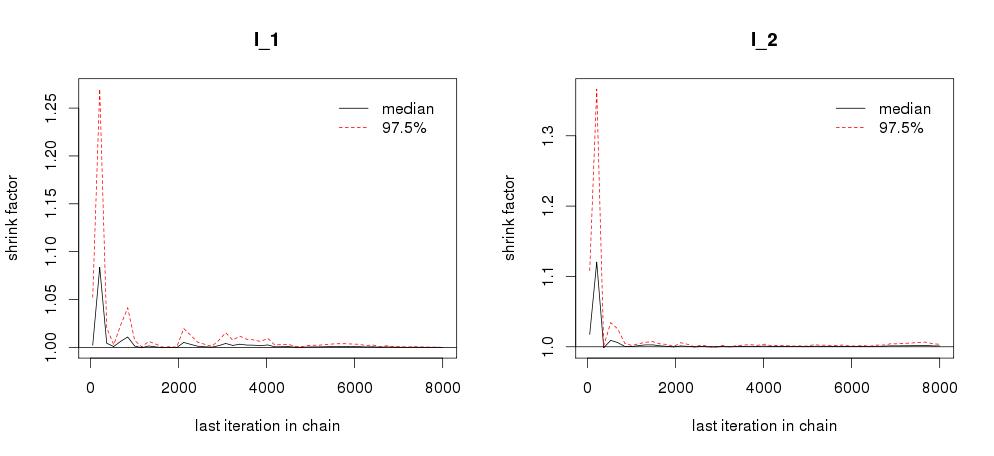 I_1
shrink factor
1.25
1.20
1.15
1.10
1.05
1.00
median
97.5%
0 2000 4000 6000 8000
last iteration in chain
I_2
shrink factor
1.3
1.2
1.1
1.0
median
97.5%
0 2000 4000 6000 8000
last iteration in chain